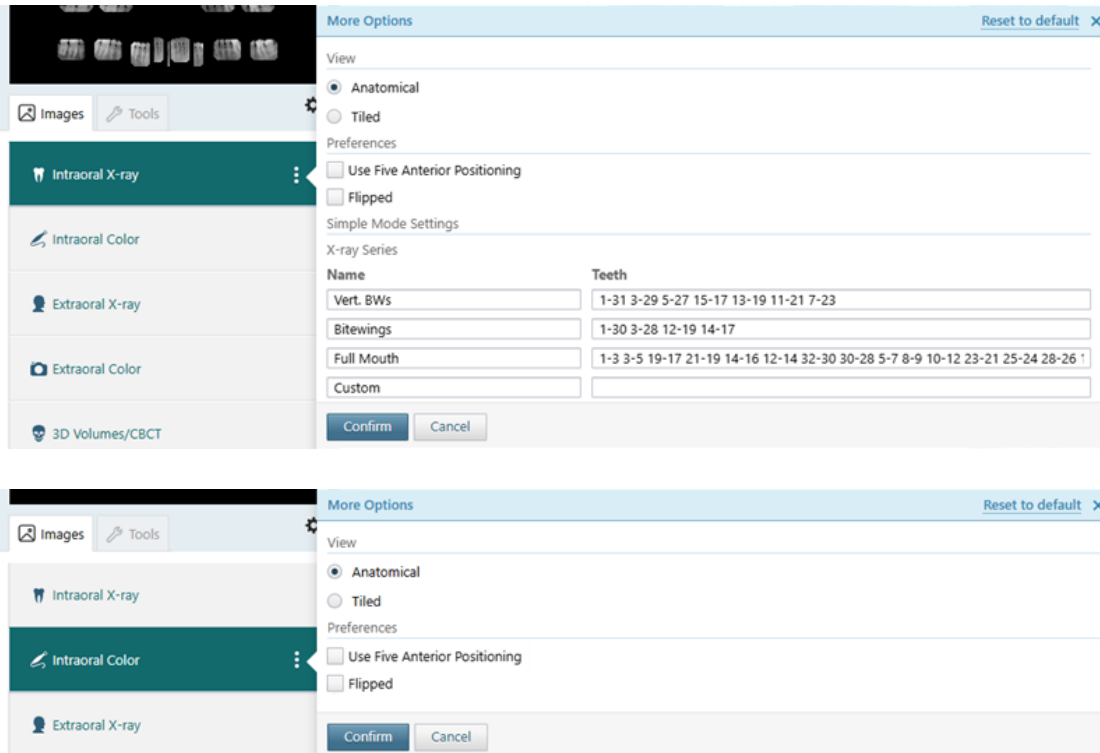 More Options Reset to default
View
Anatomical
Images Tools
Tiled
Preferences
Intraoral X-ray
Use Five Anterior Positioning
Flipped
Simple Mode Settings
Intraoral Color
X-ray Series
Name Teeth
Vert. BWs 1-31 3-29 5-27 15-17 13-19 11-21 7-23
Extraoral X-ray
Bitewings 1-30 3-28 12-19 14-17
Full Mouth 1-3 3-5 19-17 21-19 14-16 12-14 32-30 30-28 5-7 8-9 10-12 23-21 25-24 28-26
Extraoral Color
Custom
Confirm Cancel
3D Volumes/CBCT
More Options Reset to default
Images Tools
View
Anatomical
Intraoral X-ray
Tiled
Preferences
Intraoral Color
Use Five Anterior Positioning
Flipped
Extraoral X-ray
Confirm Cancel